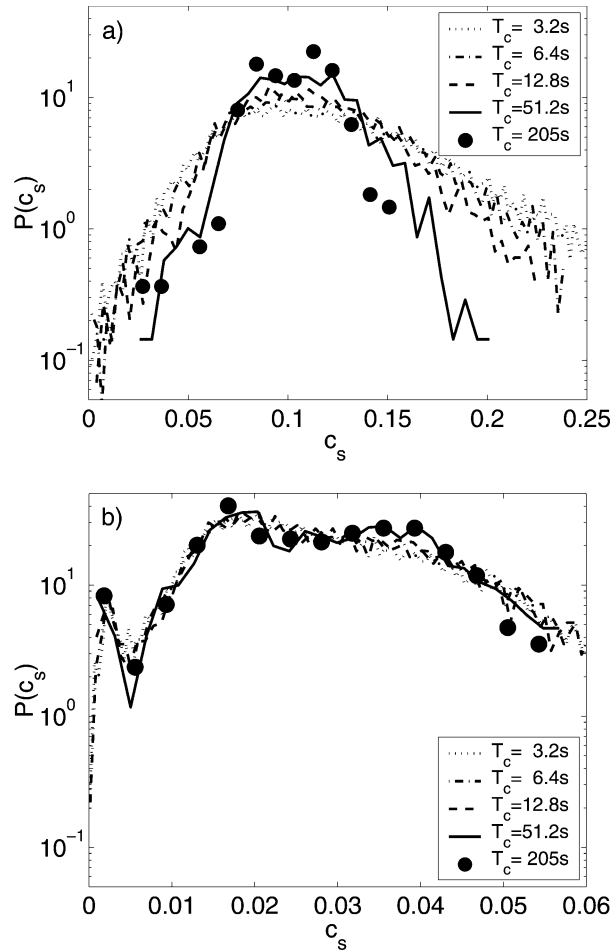 a)
T_c= 3.2s
T_c= 6.4s
T_c=12.8s
T_c=51.2s
T_c= 205s
10^1
10^0
10^-1
P(c_s)
0 0.05 0.1 0.15 0.2 0.25
c_s
b)
10^1
10^0
10^-1
P(c_s)
T_c= 3.2s
T_c= 6.4s
T_c=12.8s
T_c=51.2s
T_c= 205s
0 0.01 0.02 0.03 0.04 0.05 0.06
c_s